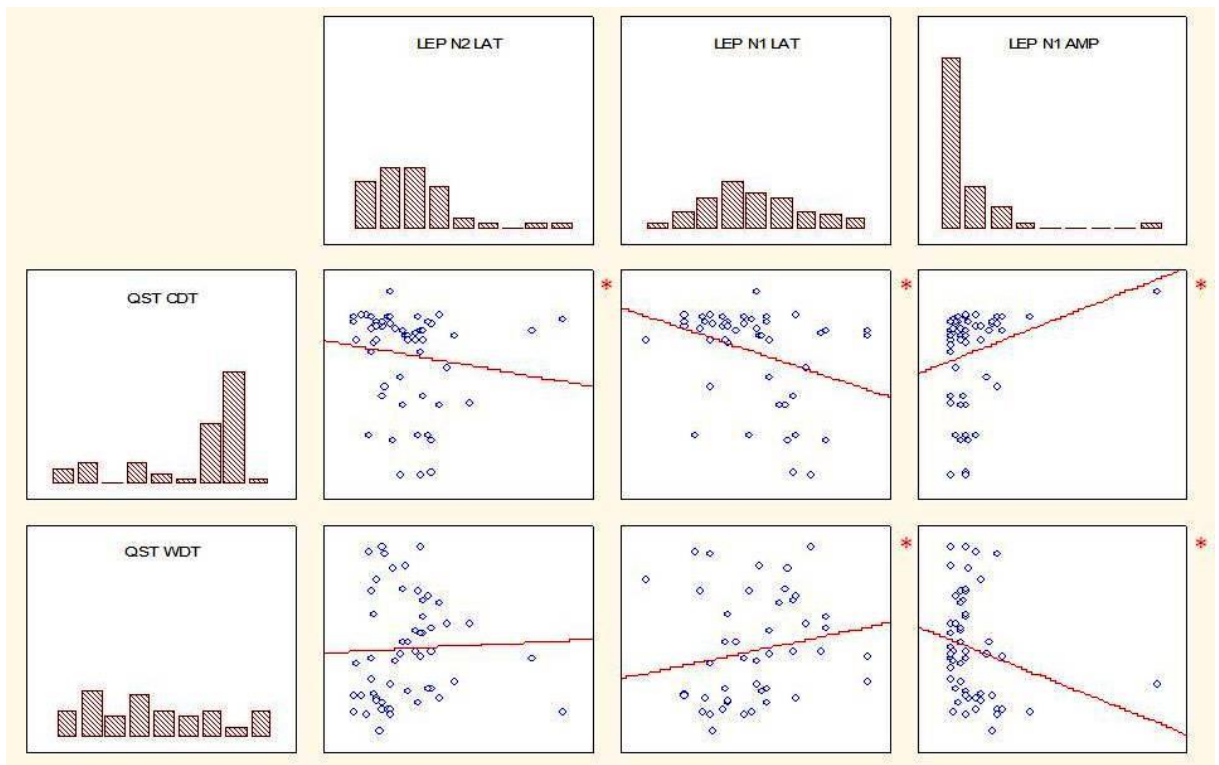 LEP N2 LAT
LEP N1 LAT
LEP N1 AMP
QST CDT
*
*
*
QST WDT
*
*